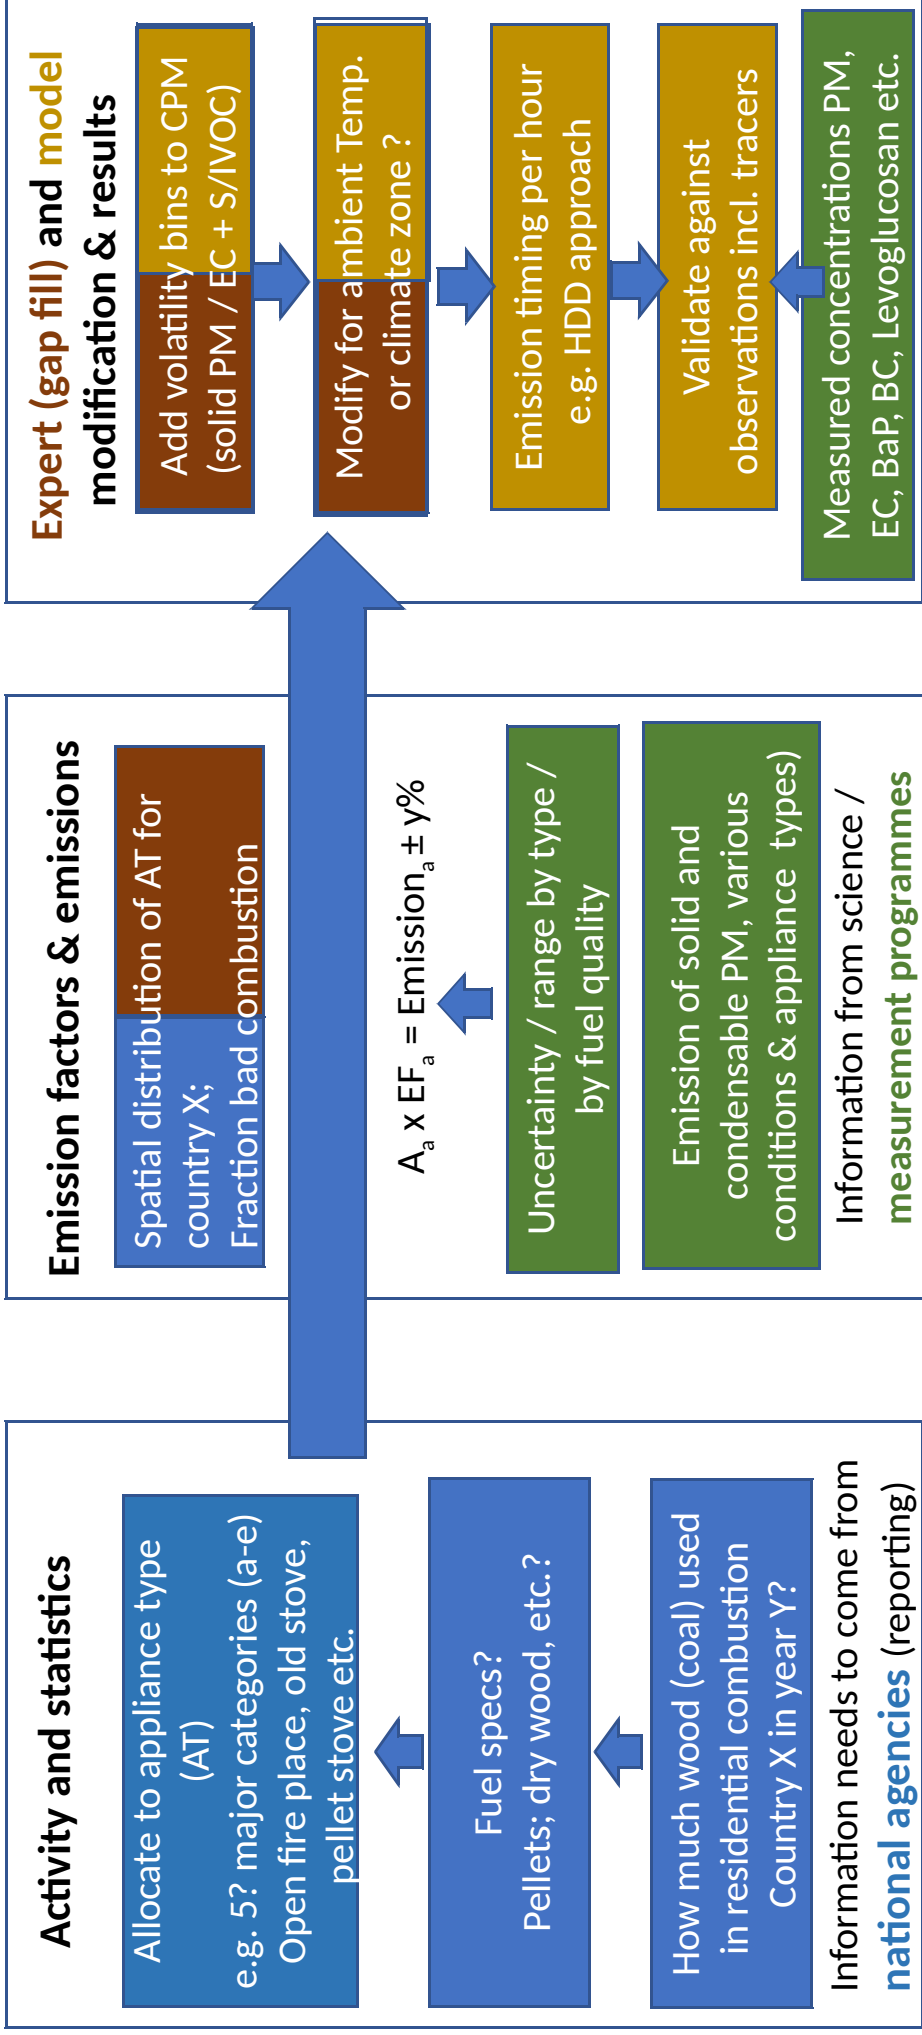 Activity and statistics
Allocate to appliance type
(AT)
e.g. 5? major categories (a-e)
Open fire place, old stove,
pellet stove etc.
Fuel specs?
Pellets; dry wood, etc.?
How much wood (coal) used
in residential combustion
Country X in year Y?
Information needs to come from
national agencies (reporting)
Emission factors & emissions
Spatial distribution of AT for
country X;
Fraction bad combustion
Aa x EFa = Emissiona ± y%
Uncertainty / range by type /
by fuel quality
Emission of solid and
condensable PM, various
conditions & appliance types)
Information from science /
measurement programmes
Expert (gap fill) and model
modification & results
Add volatility bins to CPM
(solid PM / EC + S/IVOC)
Modify for ambient Temp.
or climate zone ?
Emission timing per hour
e.g. HDD approach
Validate against
observations incl. tracers
Measured concentrations PM,
EC, BaP, BC, Levoglucosan etc.